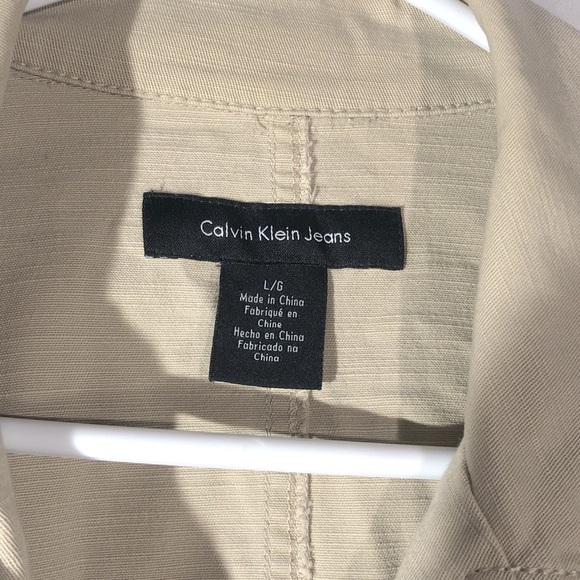 Calvin Klein Jeans
L/G
Made in China
Fabriqué en
Chine
Hecho en China
Fabricado na
China